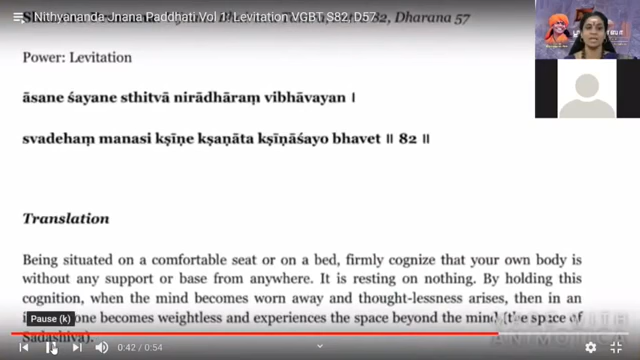 Nithyananda Jnana Paddhati Vol 1: Levitation VGBT S82, D57
82, Dharana 57
Power: Levitation
āsane śayane sthitvā nirādhāraṃ vibhāvayan ।
svadehaṃ manasi kṣīṇe kṣaṇāta kṣīṇāśayo bhavet ॥ 82 ॥
Translation
Being situated on a comfortable seat or on a bed, firmly cognize that your own body is
without any support or base from anywhere. It is resting on nothing. By holding this
cognition, when the mind becomes worn away and thought-lessness arises, then in an
one becomes weightless and experiences the space beyond the mind (the space of
Pause (k)
Sadashiva).
0:42 / 0:54